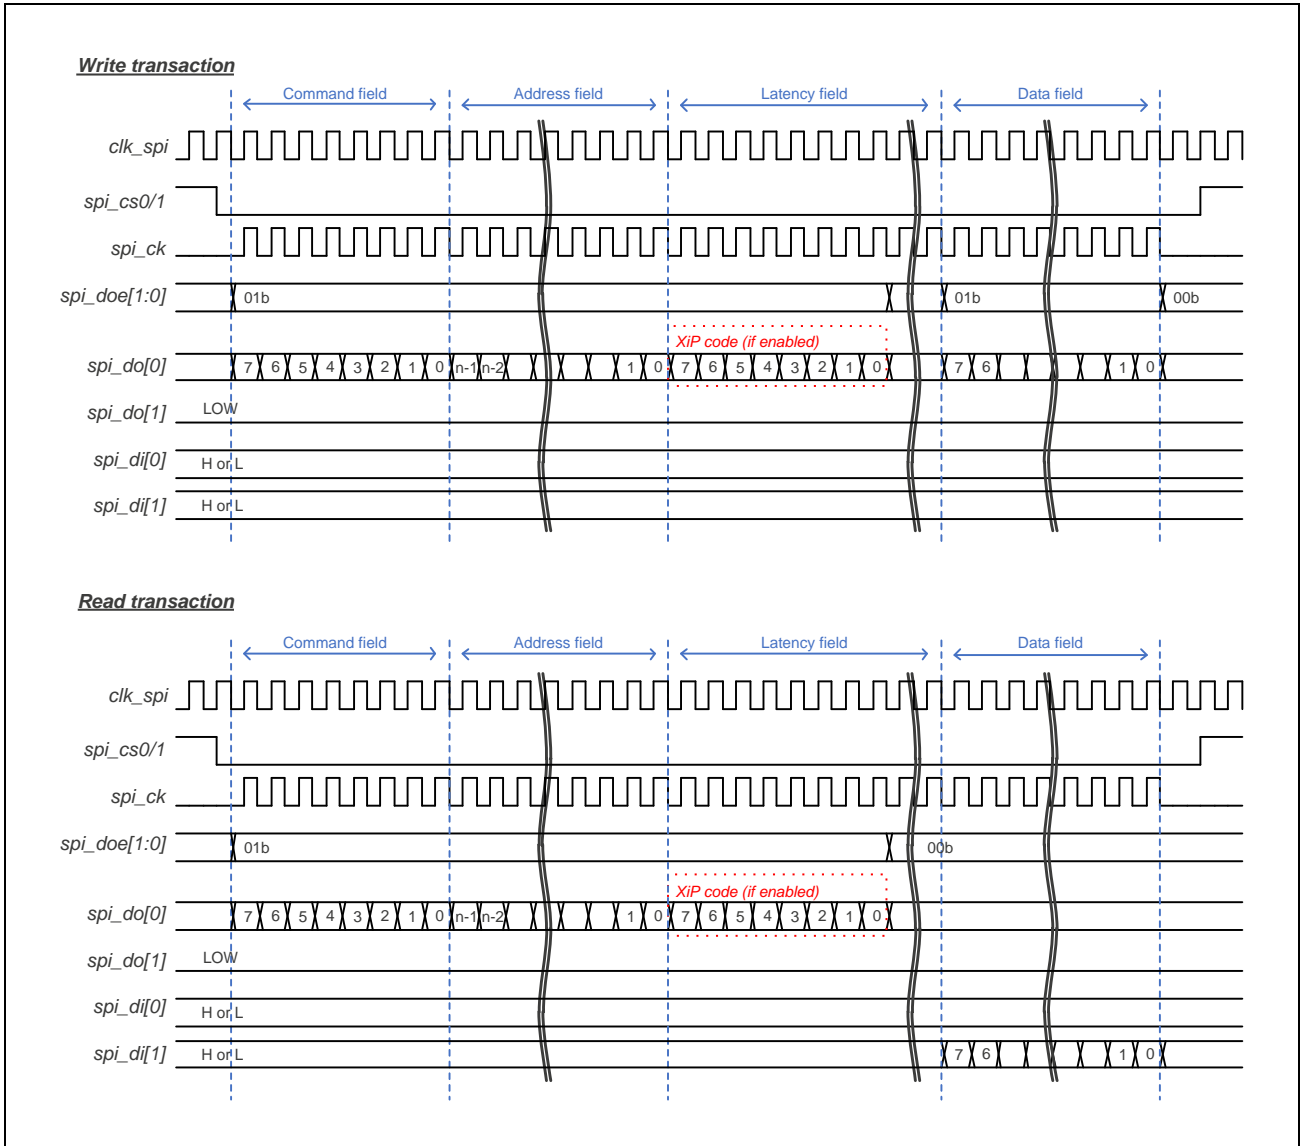 Write transaction
Command field Address field Latency field Data field
clk_spi
spi_cs0/1
spi_ck
spi_doe[1:0] 01b 01b 00b
XiP code (if enabled)
spi_do[0] 7 6 5 4 3 2 1 0 n-1 n-2 1 0 7 6 5 4 3 2 1 0 7 6 1 0
spi_do[1] LOW
spi_di[0] H or L
spi_di[1] H or L
Read transaction
Command field Address field Latency field Data field
clk_spi
spi_cs0/1
spi_ck
spi_doe[1:0] 01b 00b
XiP code (if enabled)
spi_do[0] 7 6 5 4 3 2 1 0 n-1 n-2 1 0 7 6 5 4 3 2 1 0
spi_do[1] LOW
spi_di[0] H or L
spi_di[1] H or L 7 6 1 0